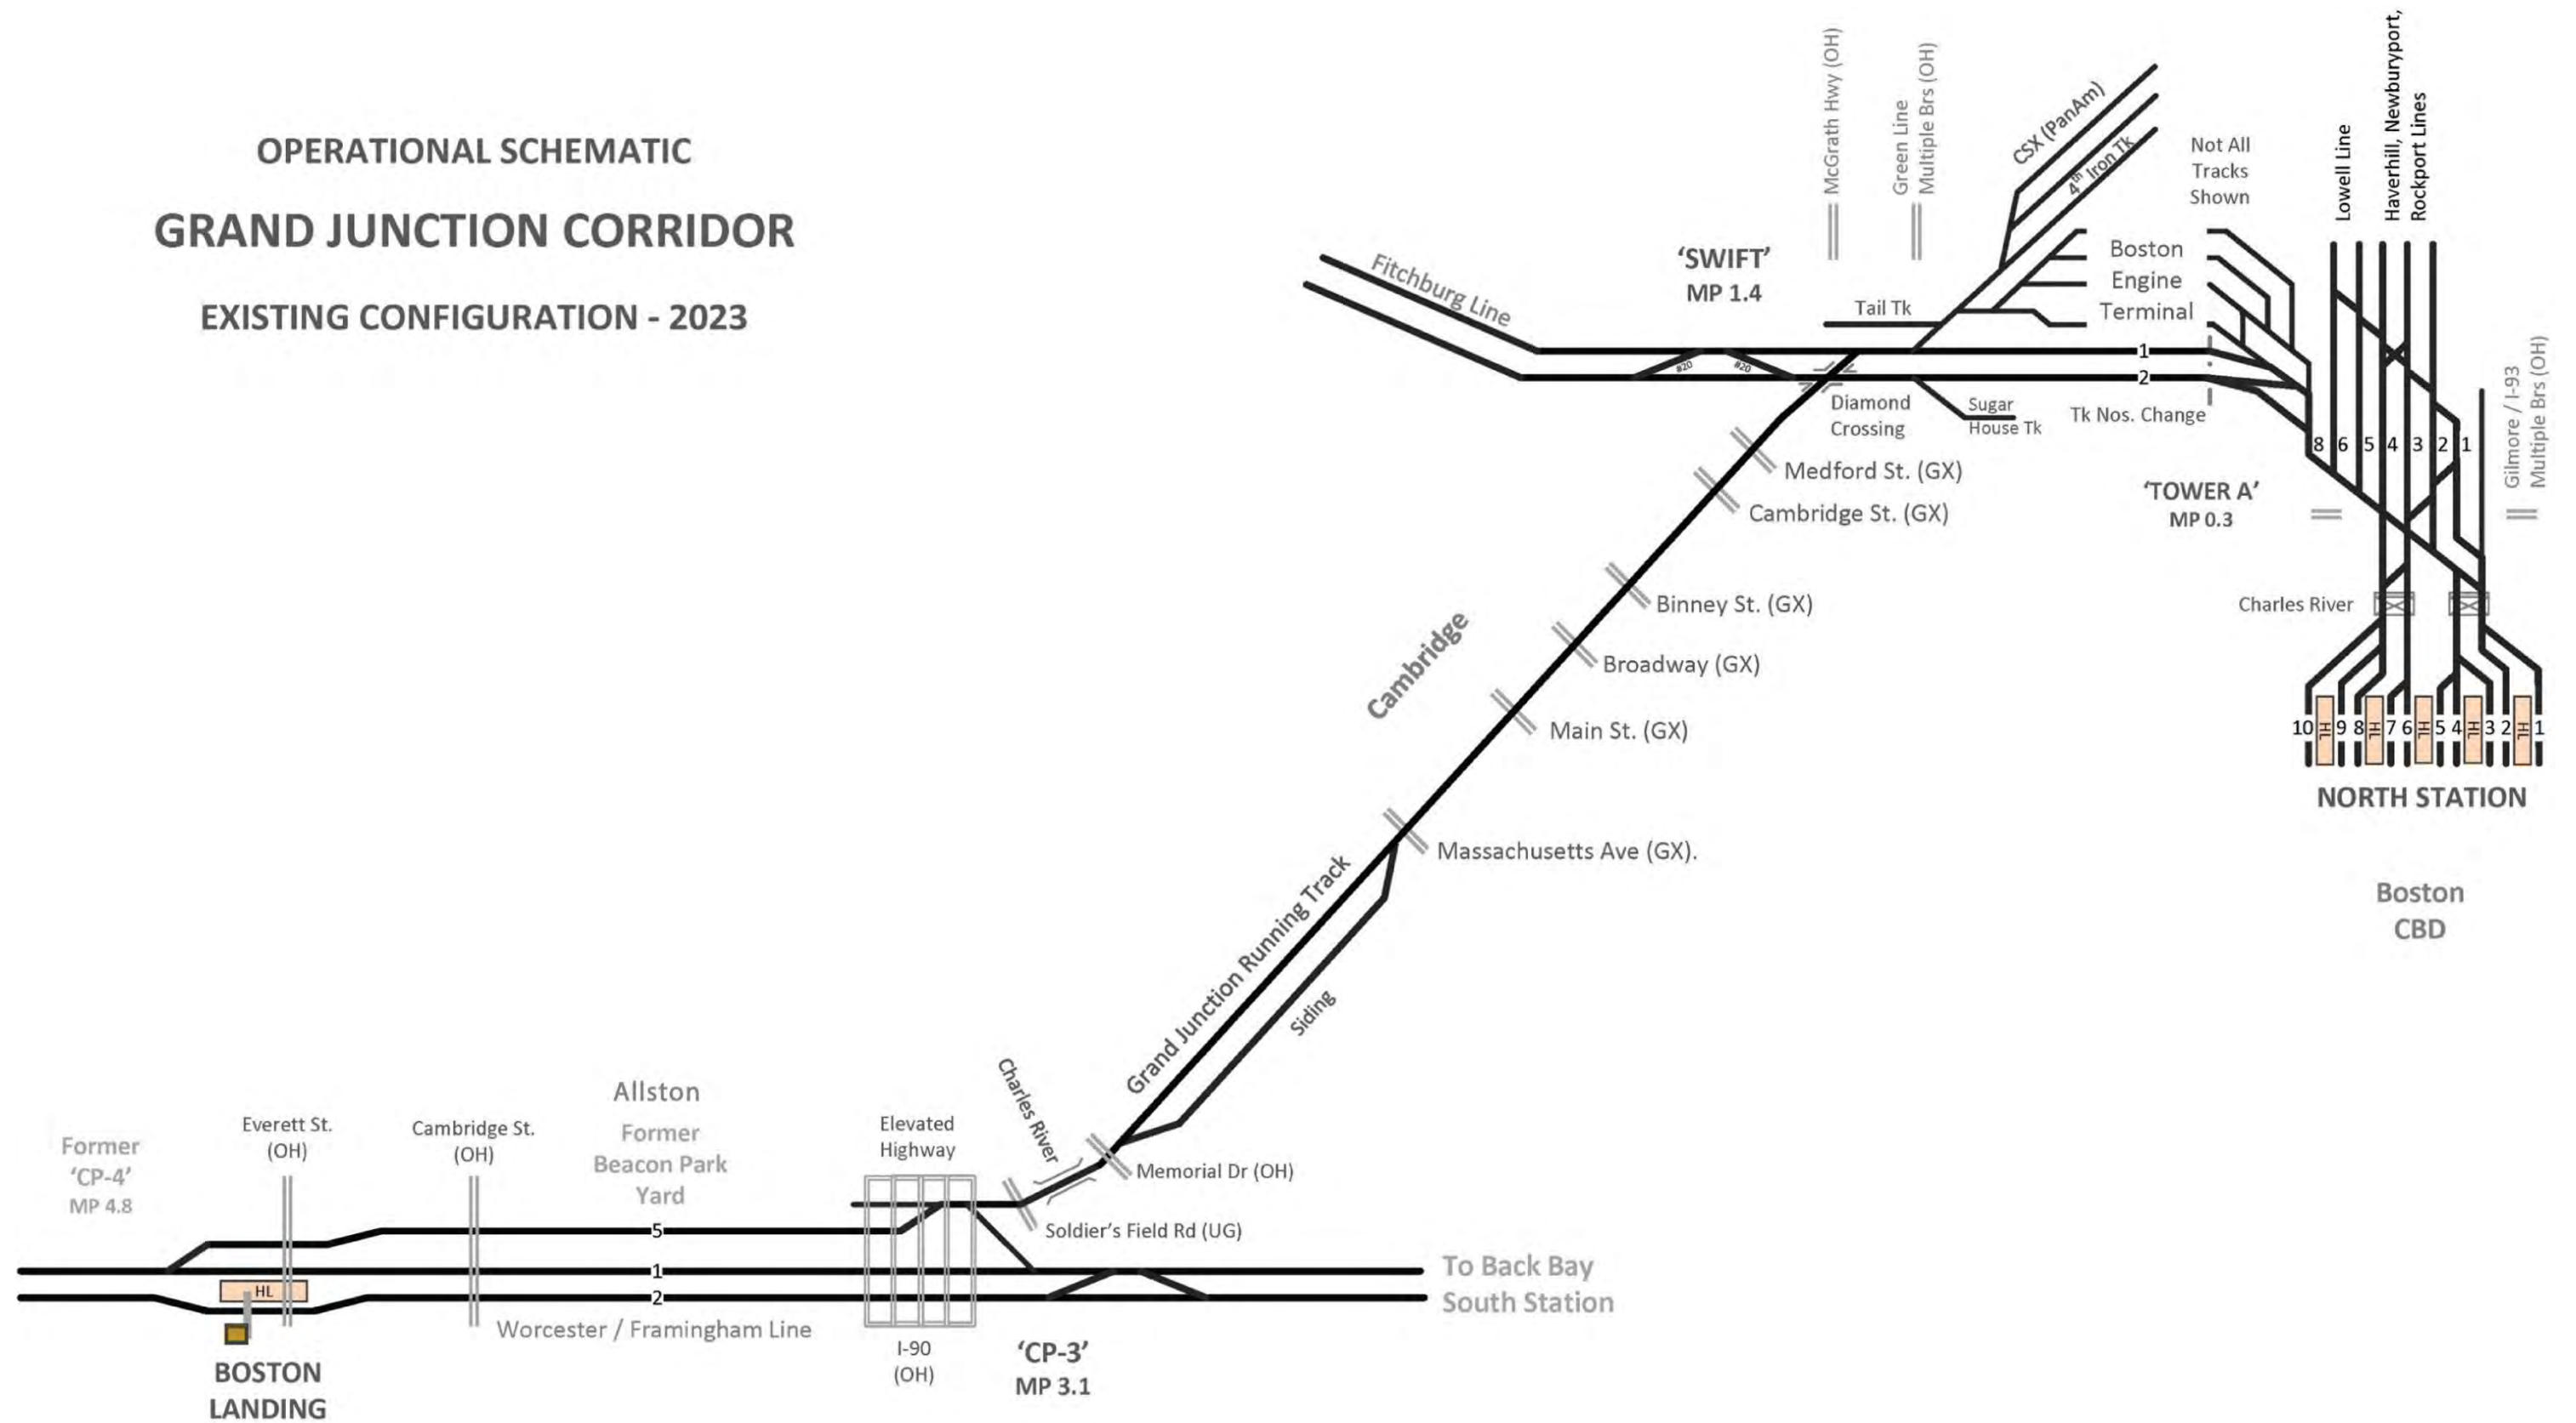 OPERATIONAL SCHEMATIC
GRAND JUNCTION CORRIDOR
EXISTING CONFIGURATION - 2023
Fitchburg Line
'SWIFT'
MP 1.4
McGrath Hwy (OH)
Green Line
Multiple Brs (OH)
CSX (PanAm)
4th Iron Tk
Not All
Tracks
Shown
Lowell Line
Haverhill, Newburyport,
Rockport Lines
Boston
Engine
Terminal
Tail Tk
#20
#20
1
2
Diamond
Crossing
Sugar
House Tk
Tk Nos. Change
8 6 5 4 3 2 1
Gilmore / I-93
Multiple Brs (OH)
'TOWER A'
MP 0.3
Medford St. (GX)
Cambridge St. (GX)
Binney St. (GX)
Broadway (GX)
Main St. (GX)
Massachusetts Ave (GX).
Cambridge
Charles River
10 HL 9 8 HL 7 6 HL 5 4 HL 3 2 HL 1
NORTH STATION
Boston
CBD
Grand Junction Running Track
Siding
Charles River
Memorial Dr (OH)
Soldier's Field Rd (UG)
Former
'CP-4'
MP 4.8
Everett St.
(OH)
Cambridge St.
(OH)
Allston
Former
Beacon Park
Yard
Elevated
Highway
5
1
2
HL
Worcester / Framingham Line
To Back Bay
South Station
BOSTON
LANDING
I-90
(OH)
'CP-3'
MP 3.1